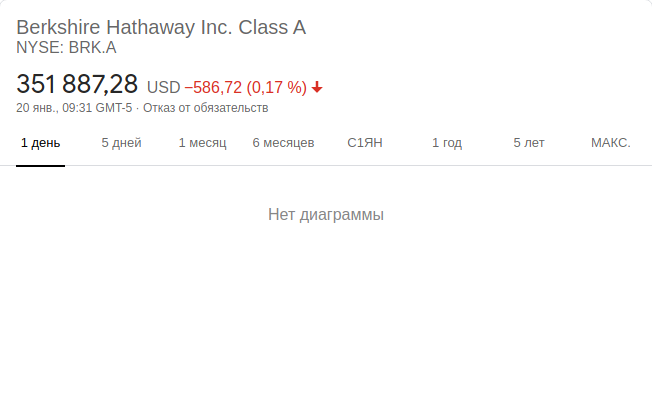 Berkshire Hathaway Inc. Class A
NYSE: BRK.A
351 887,28 USD −586,72 (0,17 %)
20 янв., 09:31 GMT-5 · Отказ от обязательств
1 день 5 дней 1 месяц 6 месяцев С1ЯН 1 год 5 лет МАКС.
Нет диаграммы